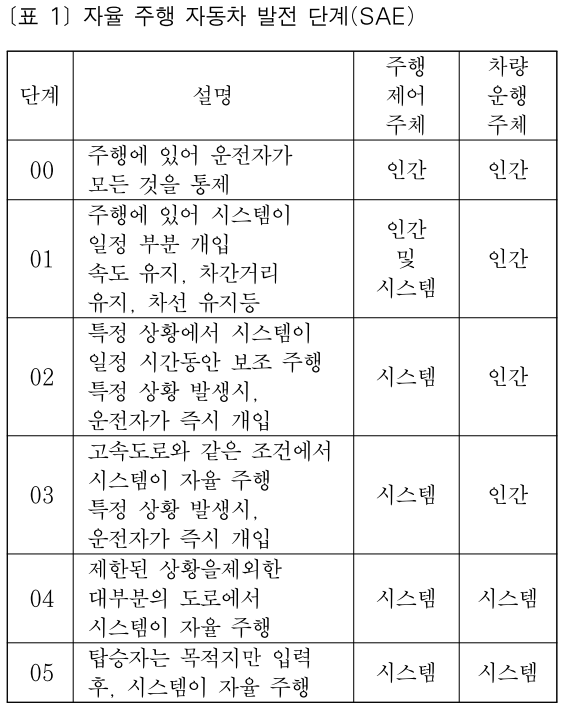 〔표 1〕 자율 주행 자동차 발전 단계(SAE)
단계 설명 주행 제어 주체 차량 운행 주체
00 주행에 있어 운전자가
모든 것을 통제 인간 인간
01 주행에 있어 시스템이
일정 부분 개입
속도 유지, 차간거리
유지, 차선 유지등 인간 및 시스템 인간
02 특정 상황에서 시스템이
일정 시간동안 보조 주행
특정 상황 발생시,
운전자가 즉시 개입 시스템 인간
03 고속도로와 같은 조건에서
시스템이 자율 주행
특정 상황 발생시,
운전자가 즉시 개입 시스템 인간
04 제한된 상황을제외한
대부분의 도로에서
시스템이 자율 주행 시스템 시스템
05 탑승자는 목적지만 입력
후, 시스템이 자율 주행 시스템 시스템